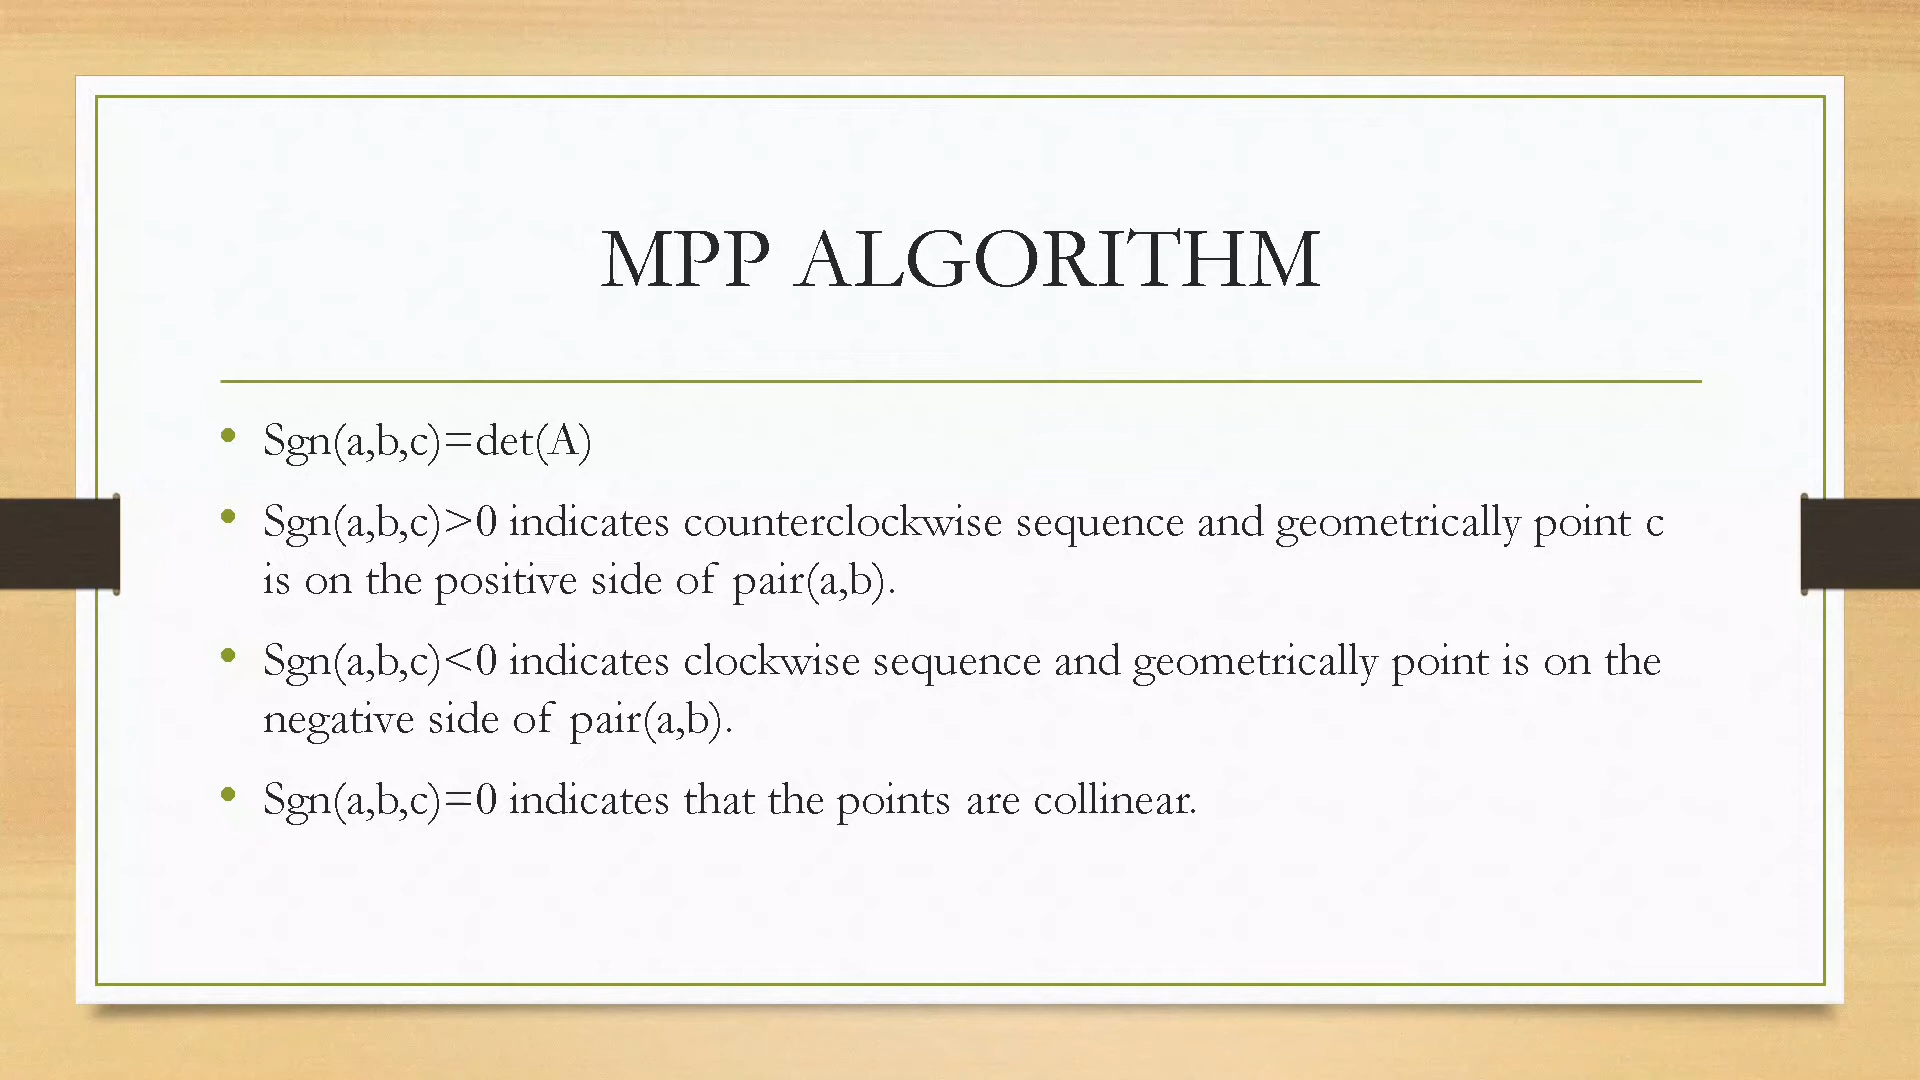 MPP ALGORITHM
• Sgn(a,b,c)=det(A)
• Sgn(a,b,c)>0 indicates counterclockwise sequence and geometrically point c
is on the positive side of pair(a,b).
• Sgn(a,b,c)<0 indicates clockwise sequence and geometrically point is on the
negative side of pair(a,b).
• Sgn(a,b,c)=0 indicates that the points are collinear.